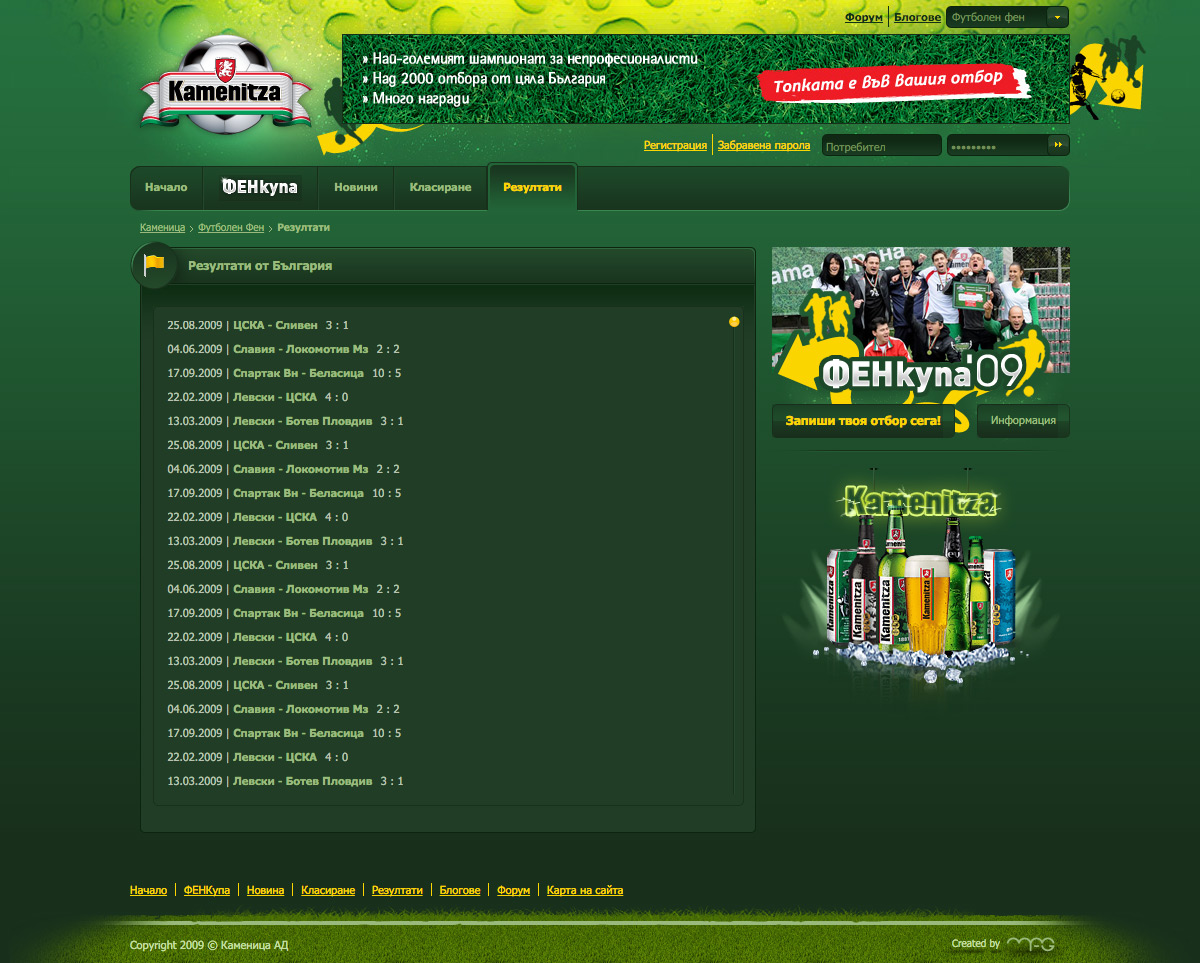 Форум | Блогове Футболен фен
Kamenitza
» Най-големият шампионат за непрофесионалисти
» Над 2000 отбора от цяла България
» Много награди
Топката е във вашия отбор
Регистрация | Забравена парола Потребител •••••••••
Начало ФЕНкупа Новини Класиране Резултати
Каменица > Футболен Фен > Резултати
Резултати от България
25.08.2009 | ЦСКА - Сливен 3 : 1
04.06.2009 | Славия - Локомотив Мз 2 : 2
17.09.2009 | Спартак Вн - Беласица 10 : 5
22.02.2009 | Левски - ЦСКА 4 : 0
13.03.2009 | Левски - Ботев Пловдив 3 : 1
25.08.2009 | ЦСКА - Сливен 3 : 1
04.06.2009 | Славия - Локомотив Мз 2 : 2
17.09.2009 | Спартак Вн - Беласица 10 : 5
22.02.2009 | Левски - ЦСКА 4 : 0
13.03.2009 | Левски - Ботев Пловдив 3 : 1
25.08.2009 | ЦСКА - Сливен 3 : 1
04.06.2009 | Славия - Локомотив Мз 2 : 2
17.09.2009 | Спартак Вн - Беласица 10 : 5
22.02.2009 | Левски - ЦСКА 4 : 0
13.03.2009 | Левски - Ботев Пловдив 3 : 1
25.08.2009 | ЦСКА - Сливен 3 : 1
04.06.2009 | Славия - Локомотив Мз 2 : 2
17.09.2009 | Спартак Вн - Беласица 10 : 5
22.02.2009 | Левски - ЦСКА 4 : 0
13.03.2009 | Левски - Ботев Пловдив 3 : 1
ФЕНкупа'09
Запиши твоя отбор сега! Информация
Kamenitza
Kamenitza Kamenitza Kamenitza Kamenitza Kamenitza Kamenitza
Начало | ФЕНКупа | Новина | Класиране | Резултати | Блогове | Форум | Карта на сайта
Copyright 2009 © Каменица АД Created by